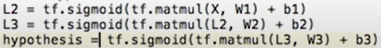 L2 = tf.sigmoid(tf.matmul(X, W1) + b1)
L3 = tf.sigmoid(tf.matmul(L2, W2) + b2)
hypothesis = tf.sigmoid(tf.matmul(L3, W3) + b3)